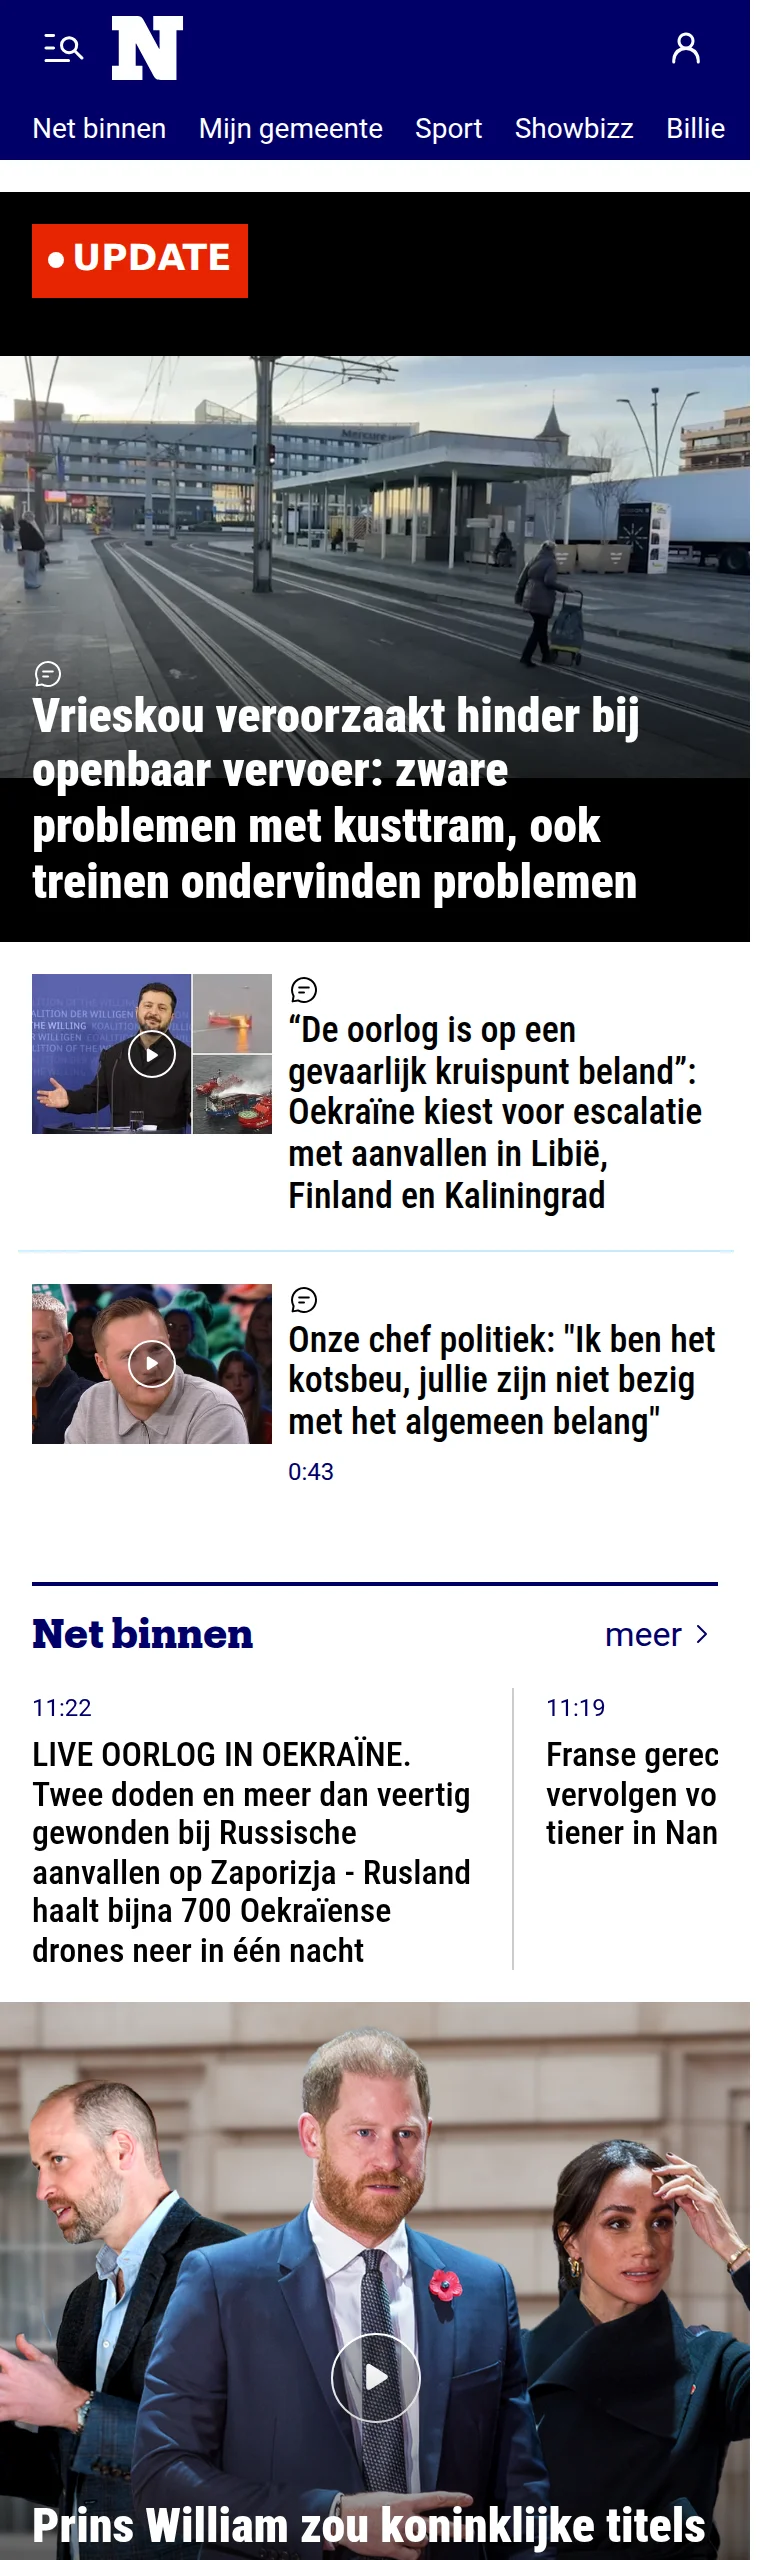 N
Net binnen Mijn gemeente Sport Showbizz Billie
UPDATE
Vrieskou veroorzaakt hinder bij
openbaar vervoer: zware
problemen met kusttram, ook
treinen ondervinden problemen
“De oorlog is op een
gevaarlijk kruispunt beland”:
Oekraïne kiest voor escalatie
met aanvallen in Libië,
Finland en Kaliningrad
Onze chef politiek: "Ik ben het
kotsbeu, jullie zijn niet bezig
met het algemeen belang"
0:43
Net binnen
meer
11:22
LIVE OORLOG IN OEKRAÏNE.
Twee doden en meer dan veertig
gewonden bij Russische
aanvallen op Zaporizja - Rusland
haalt bijna 700 Oekraïense
drones neer in één nacht
11:19
Franse gerec
vervolgen vo
tiener in Nan
Prins William zou koninklijke titels